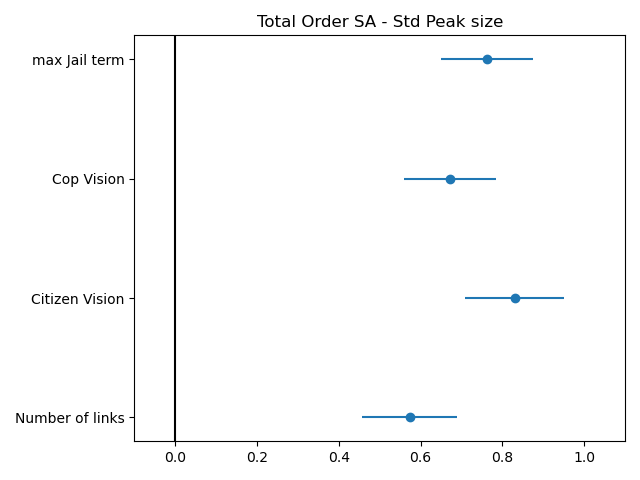 Total Order SA - Std Peak size
max Jail term
Cop Vision
Citizen Vision
Number of links
0.0 0.2 0.4 0.6 0.8 1.0